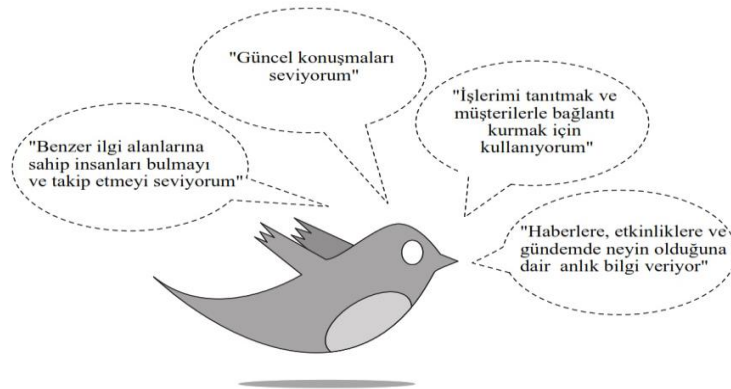 "Güncel konuşmaları
seviyorum"
"İşlerimi tanıtmak ve
müşterilerle bağlantı
kurmak için
kullanıyorum"
"Benzer ilgi alanlarına
sahip insanları bulmayı
ve takip etmeyi seviyorum"
"Haberlere, etkinliklere ve
gündemde neyin olduğuna
dair anlık bilgi veriyor"